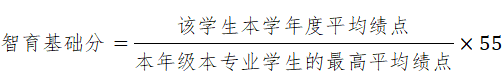 智育基础分 = 该学生本学年度平均绩点 / 本年级本专业学生的最高平均绩点 × 55